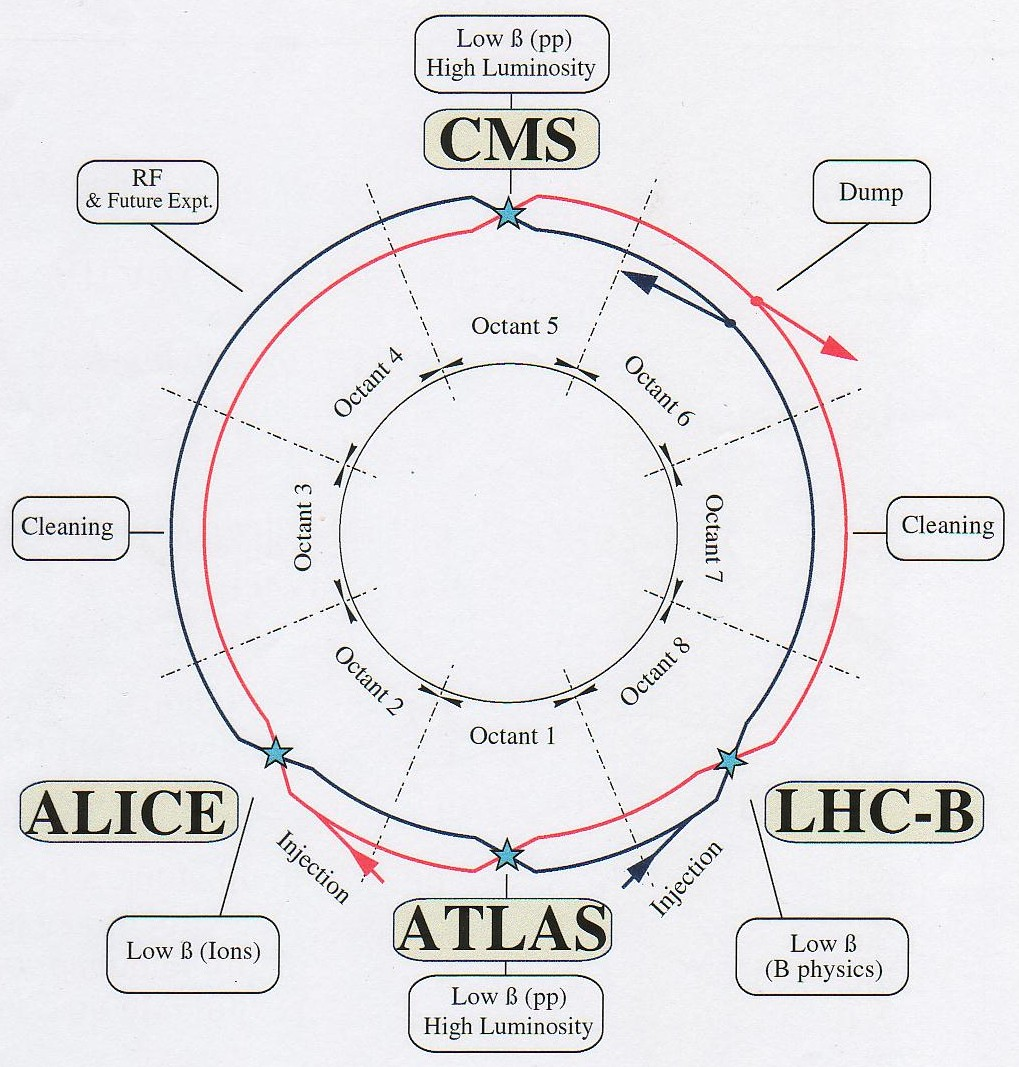 Low ß (pp)
High Luminosity
CMS
RF
& Future Expt.
Dump
Octant 5
Octant 4
Octant 6
Cleaning
Octant 3
Octant 7
Cleaning
Octant 2
Octant 8
Octant 1
ALICE
LHC-B
Injection
Injection
ATLAS
Low ß (Ions)
Low ß
(B physics)
Low ß (pp)
High Luminosity